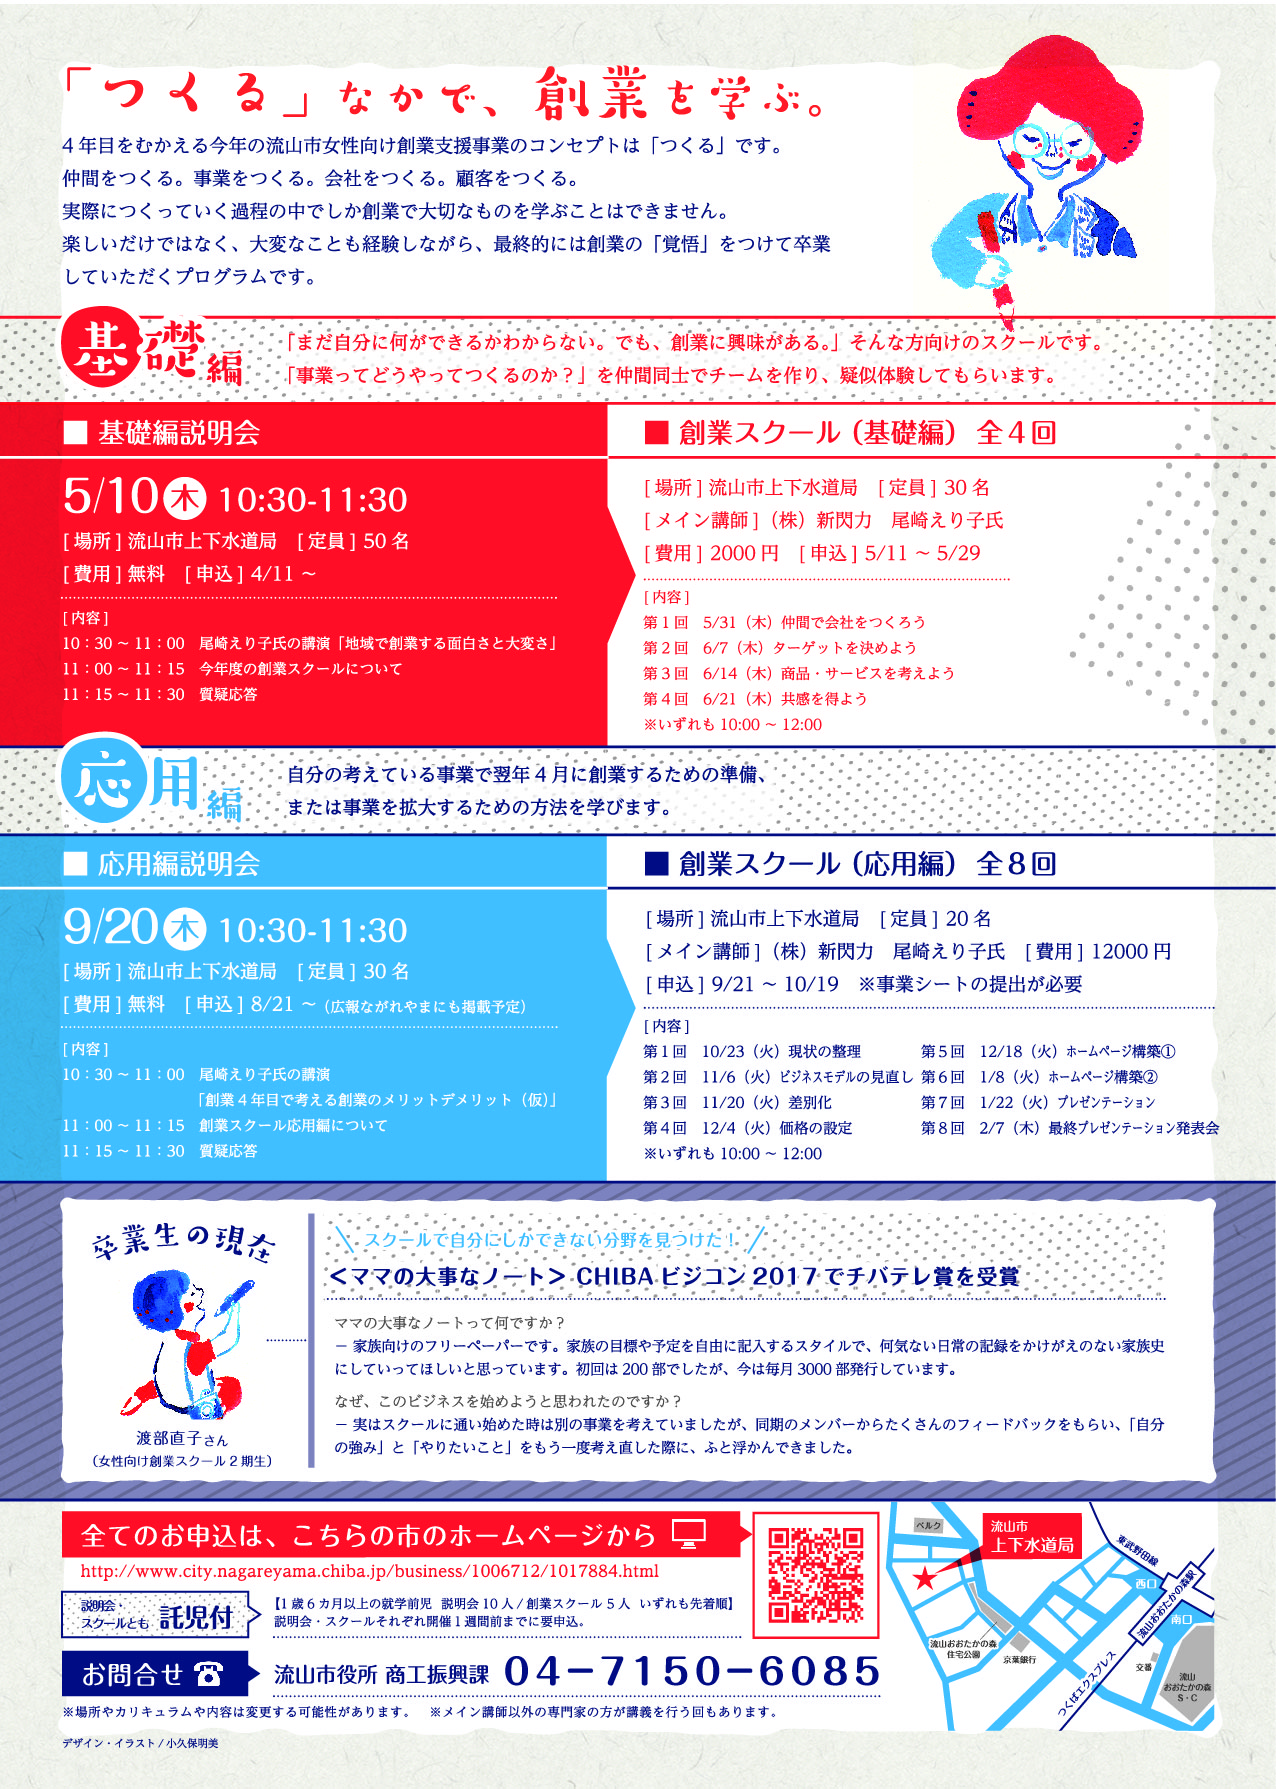 「つくる」なかで、創業を学ぶ。
4年目をむかえる今年の流山市女性向け創業支援事業のコンセプトは「つくる」です。
仲間をつくる。事業をつくる。会社をつくる。顧客をつくる。
実際につくっていく過程の中でしか創業で大切なものを学ぶことはできません。
楽しいだけではなく、大変なことも経験しながら、最終的には創業の「覚悟」をつけて卒業
していただくプログラムです。
基礎編
「まだ自分に何ができるかわからない。でも、創業に興味がある。」そんな方向けのスクールです。
「事業ってどうやってつくるのか？」を仲間同士でチームを作り、疑似体験してもらいます。
■ 基礎編説明会
5/10木 10:30-11:30
[ 場所 ] 流山市上下水道局　[ 定員 ] 50 名
[ 費用 ] 無料　[ 申込 ] 4/11 ～
[ 内容 ]
10：30 ～ 11：00　尾崎えり子氏の講演「地域で創業する面白さと大変さ」
11：00 ～ 11：15　今年度の創業スクールについて
11：15 ～ 11：30　質疑応答
■ 創業スクール（基礎編） 全4回
[ 場所 ] 流山市上下水道局　[ 定員 ] 30 名
[ メイン講師 ]（株）新閃力　尾崎えり子氏
[ 費用 ] 2000 円　[ 申込 ] 5/11 ～ 5/29
[ 内容 ]
第 1 回　5/31（木）仲間で会社をつくろう
第 2 回　6/7（木）ターゲットを決めよう
第 3 回　6/14（木）商品・サービスを考えよう
第 4 回　6/21（木）共感を得よう
※いずれも 10:00 ～ 12:00
応用編
自分の考えている事業で翌年 4 月に創業するための準備、
または事業を拡大するための方法を学びます。
■ 応用編説明会
9/20木 10:30-11:30
[ 場所 ] 流山市上下水道局　[ 定員 ] 30 名
[ 費用 ] 無料　[ 申込 ] 8/21 ～（広報ながれやまにも掲載予定）
[ 内容 ]
10：30 ～ 11：00　尾崎えり子氏の講演
「創業 4 年目で考える創業のメリットデメリット（仮）」
11：00 ～ 11：15　創業スクール応用編について
11：15 ～ 11：30　質疑応答
■ 創業スクール（応用編） 全8回
[ 場所 ] 流山市上下水道局　[ 定員 ] 20 名
[ メイン講師 ]（株）新閃力　尾崎えり子氏　[ 費用 ] 12000 円
[ 申込 ] 9/21 ～ 10/19　※事業シートの提出が必要
[ 内容 ]
第 1 回　10/23（火）現状の整理
第 2 回　11/6（火）ビジネスモデルの見直し
第 3 回　11/20（火）差別化
第 4 回　12/4（火）価格の設定
第 5 回　12/18（火）ホームページ構築①
第 6 回　1/8（火）ホームページ構築②
第 7 回　1/22（火）プレゼンテーション
第 8 回　2/7（木）最終プレゼンテーション発表会
※いずれも 10:00 ～ 12:00
卒業生の現在
渡部直子さん
（女性向け創業スクール 2 期生）
スクールで自分にしかできない分野を見つけた！
＜ママの大事なノート＞ CHIBA ビジコン 2017 でチバテレ賞を受賞
ママの大事なノートって何ですか？
－ 家族向けのフリーペーパーです。家族の目標や予定を自由に記入するスタイルで、何気ない日常の記録をかけがえのない家族史
にしていってほしいと思っています。初回は 200 部でしたが、今は毎月 3000 部発行しています。
なぜ、このビジネスを始めようと思われたのですか？
－ 実はスクールに通い始めた時は別の事業を考えていましたが、同期のメンバーからたくさんのフィードバックをもらい、「自分
の強み」と「やりたいこと」をもう一度考え直した際に、ふと浮かんできました。
全てのお申込は、こちらの市のホームページから
http://www.city.nagareyama.chiba.jp/business/1006712/1017884.html
説明会・
スクールとも 託児付
【1 歳 6 カ月以上の就学前児　説明会 10 人 / 創業スクール 5 人　いずれも先着順】
説明会・スクールそれぞれ開催 1 週間前までに要申込。
お問合せ
流山市役所 商工振興課 04－7150－6085
※場所やカリキュラムや内容は変更する可能性があります。　※メイン講師以外の専門家の方が講義を行う回もあります。
デザイン・イラスト / 小久保明美
ベルク
流山市
上下水道局
東武野田線
西口
流山おおたかの森駅
南口
流山おおたかの森
住宅公園
京葉銀行
つくばエクスプレス
交番
流山
おおたかの森
S・C